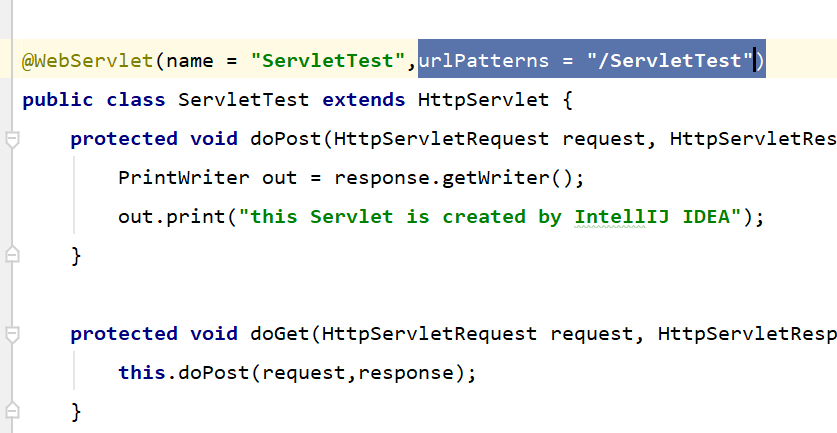 @WebServlet(name = "ServletTest",urlPatterns = "/ServletTest")
public class ServletTest extends HttpServlet {
protected void doPost(HttpServletRequest request, HttpServletRes
PrintWriter out = response.getWriter();
out.print("this Servlet is created by IntellIJ IDEA");
}
protected void doGet(HttpServletRequest request, HttpServletResp
this.doPost(request,response);
}